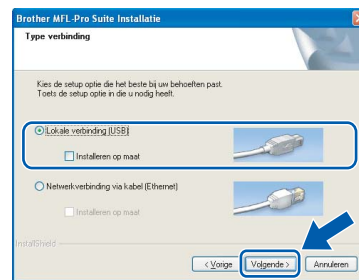 Brother MFL-Pro Suite Installatie
Type verbinding
Kies de setup optie die het beste bij uw behoeften past.
Toets de setup optie in die u nodig heeft.
Lokale verbinding (USB)
Installeren op maat
Netwerkverbinding via kabel (Ethernet)
Installeren op maat
InstallShield
< Vorige
Volgende >
Annuleren